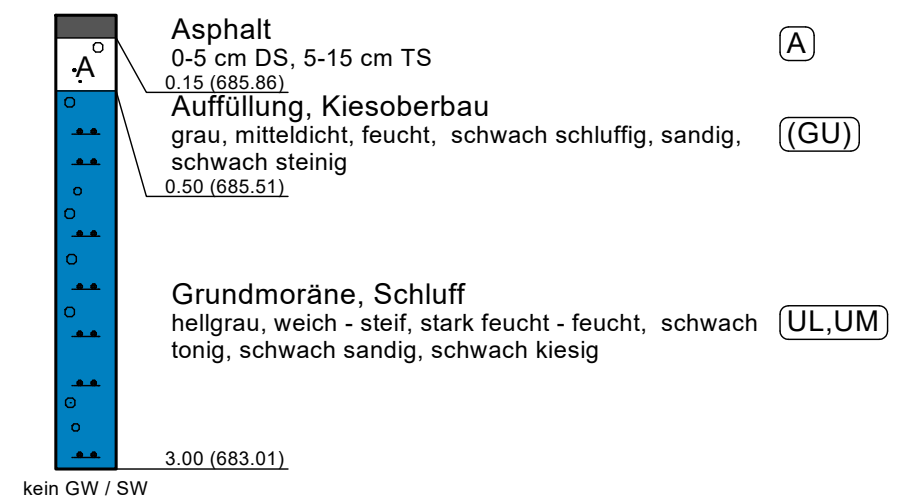 Asphalt
0-5 cm DS, 5-15 cm TS
A
A
0.15 (685.86)
Auffüllung, Kiesoberbau
grau, mitteldicht, feucht, schwach schluffig, sandig,
schwach steinig
(GU)
0.50 (685.51)
Grundmoräne, Schluff
hellgrau, weich - steif, stark feucht - feucht, schwach
tonig, schwach sandig, schwach kiesig
UL,UM
3.00 (683.01)
kein GW / SW